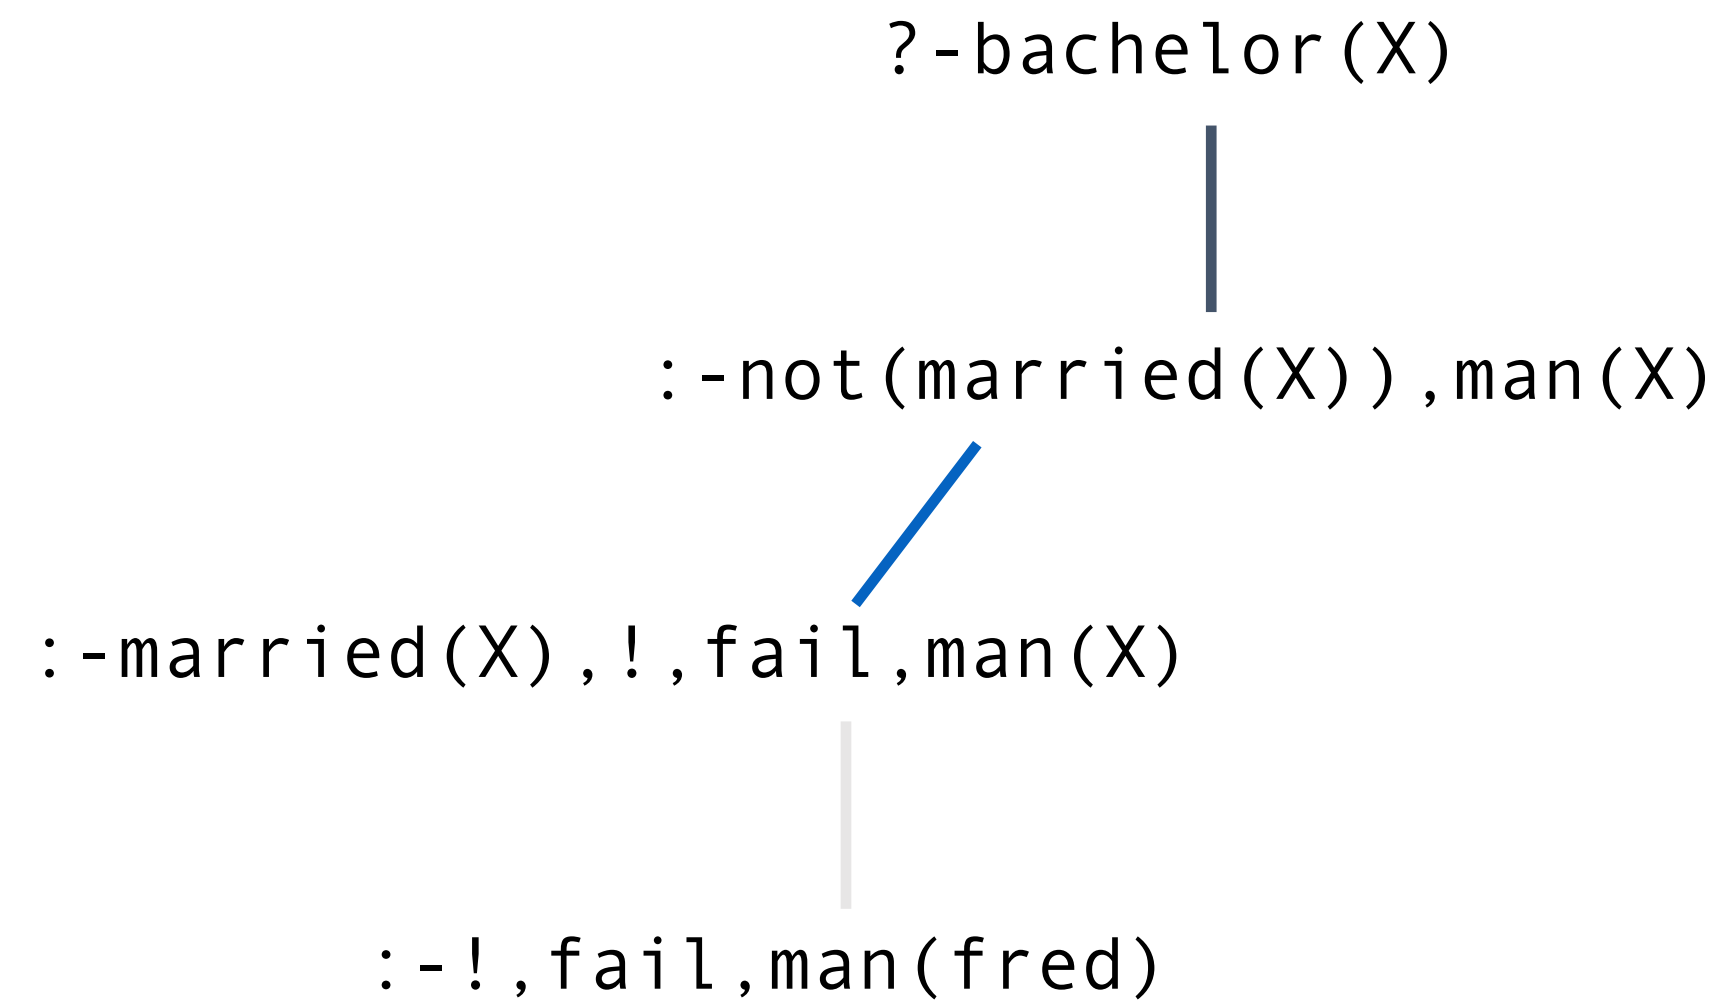 ?-bachelor(X)
:-not(married(X)),man(X)
:-married(X),!,fail,man(X)
:-!,fail,man(fred)